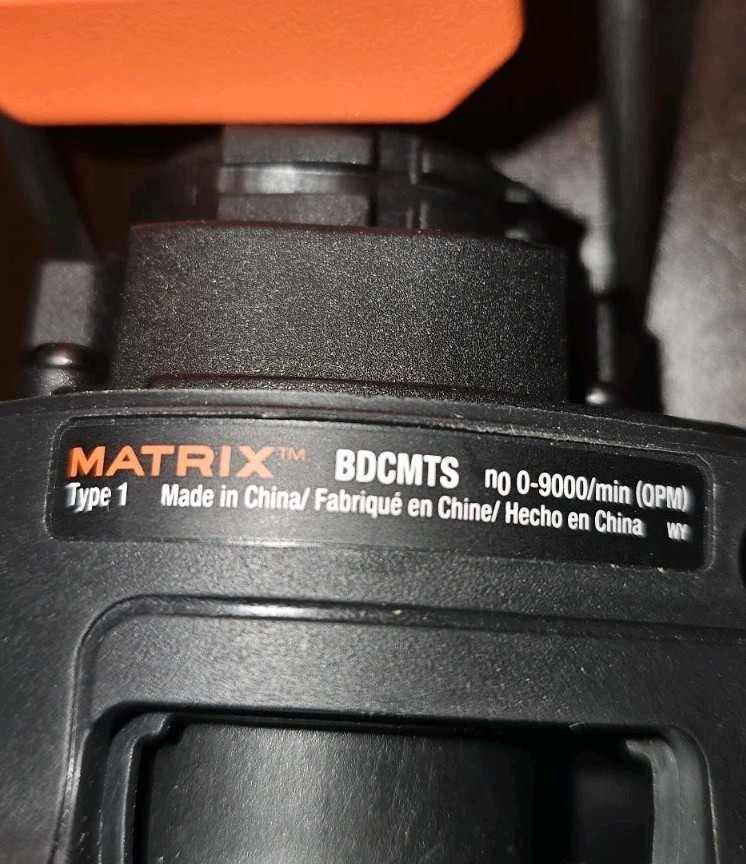 MATRIX™ BDCMTS n0 0-9000/min (OPM)
Type 1 Made in China/ Fabriqué en Chine/ Hecho en China WY